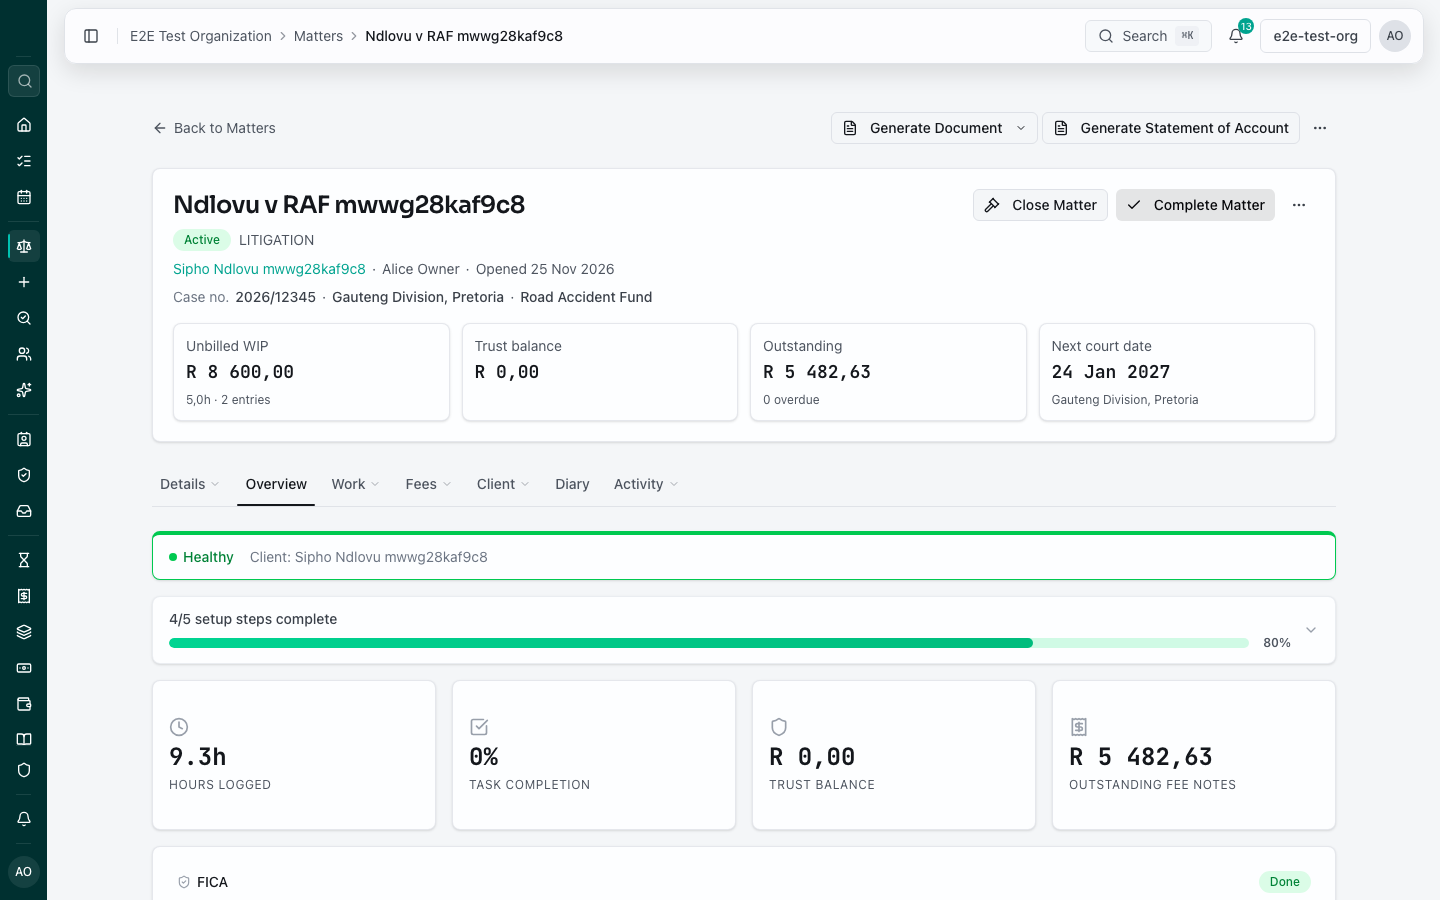 E2E Test Organization > Matters > Ndlovu v RAF mwwg28kaf9c8
Search ⌘K
13
e2e-test-org
AO
Back to Matters
Generate Document
Generate Statement of Account
Ndlovu v RAF mwwg28kaf9c8
Close Matter
Complete Matter
Active LITIGATION
Sipho Ndlovu mwwg28kaf9c8 · Alice Owner · Opened 25 Nov 2026
Case no. 2026/12345 · Gauteng Division, Pretoria · Road Accident Fund
Unbilled WIP
R 8 600,00
5,0h · 2 entries
Trust balance
R 0,00
Outstanding
R 5 482,63
0 overdue
Next court date
24 Jan 2027
Gauteng Division, Pretoria
Details Overview Work Fees Client Diary Activity
Healthy Client: Sipho Ndlovu mwwg28kaf9c8
4/5 setup steps complete
80%
9.3h
HOURS LOGGED
0%
TASK COMPLETION
R 0,00
TRUST BALANCE
R 5 482,63
OUTSTANDING FEE NOTES
FICA
Done
AO